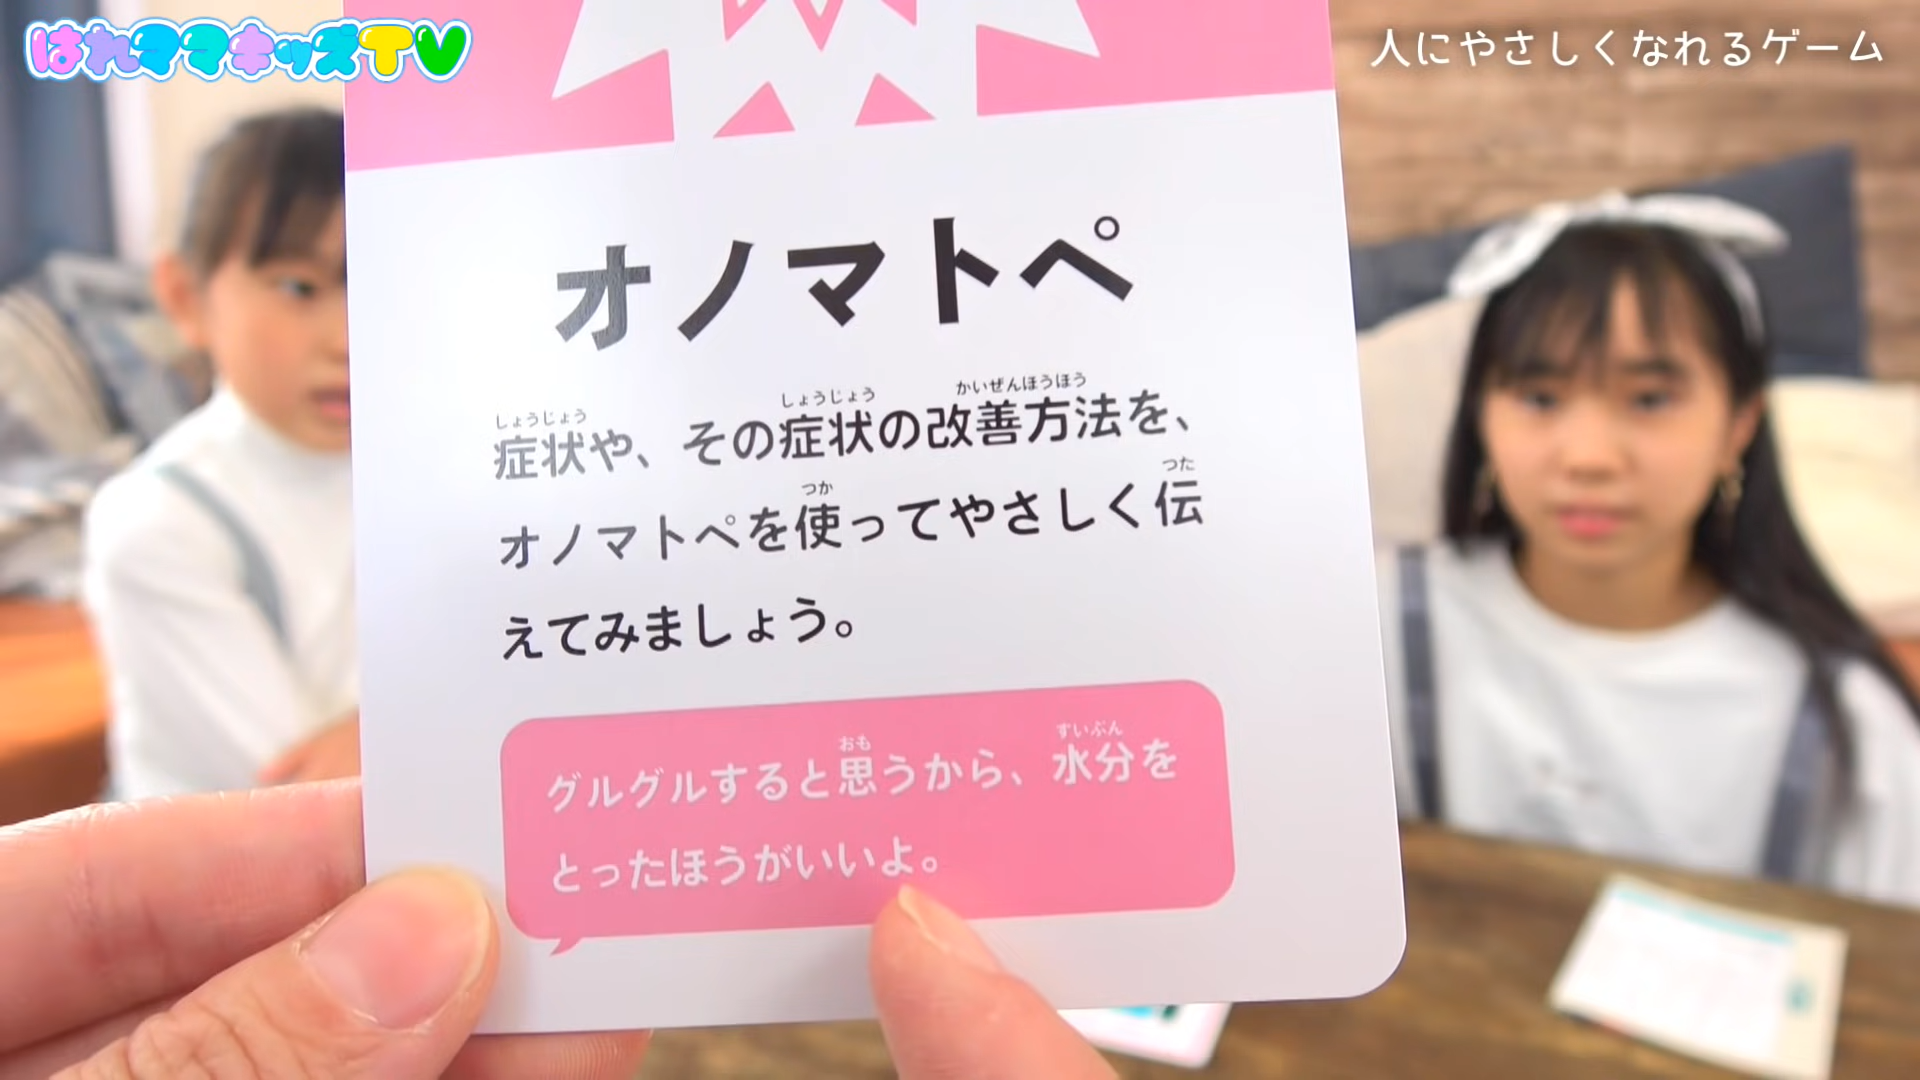 はれママキッズTV
人にやさしくなれるゲーム
オノマトペ
しょうじょう しょうじょう かいぜんほうほう
症状や、その症状の改善方法を、
つか つた
オノマトペを使ってやさしく伝
えてみましょう。
おも すいぶん
グルグルすると思うから、水分を
とったほうがいいよ。